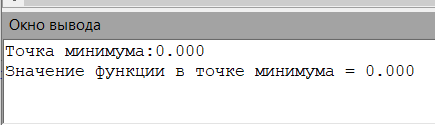 Окно вывода
Точка минимума:0.000
Значение функции в точке минимума = 0.000